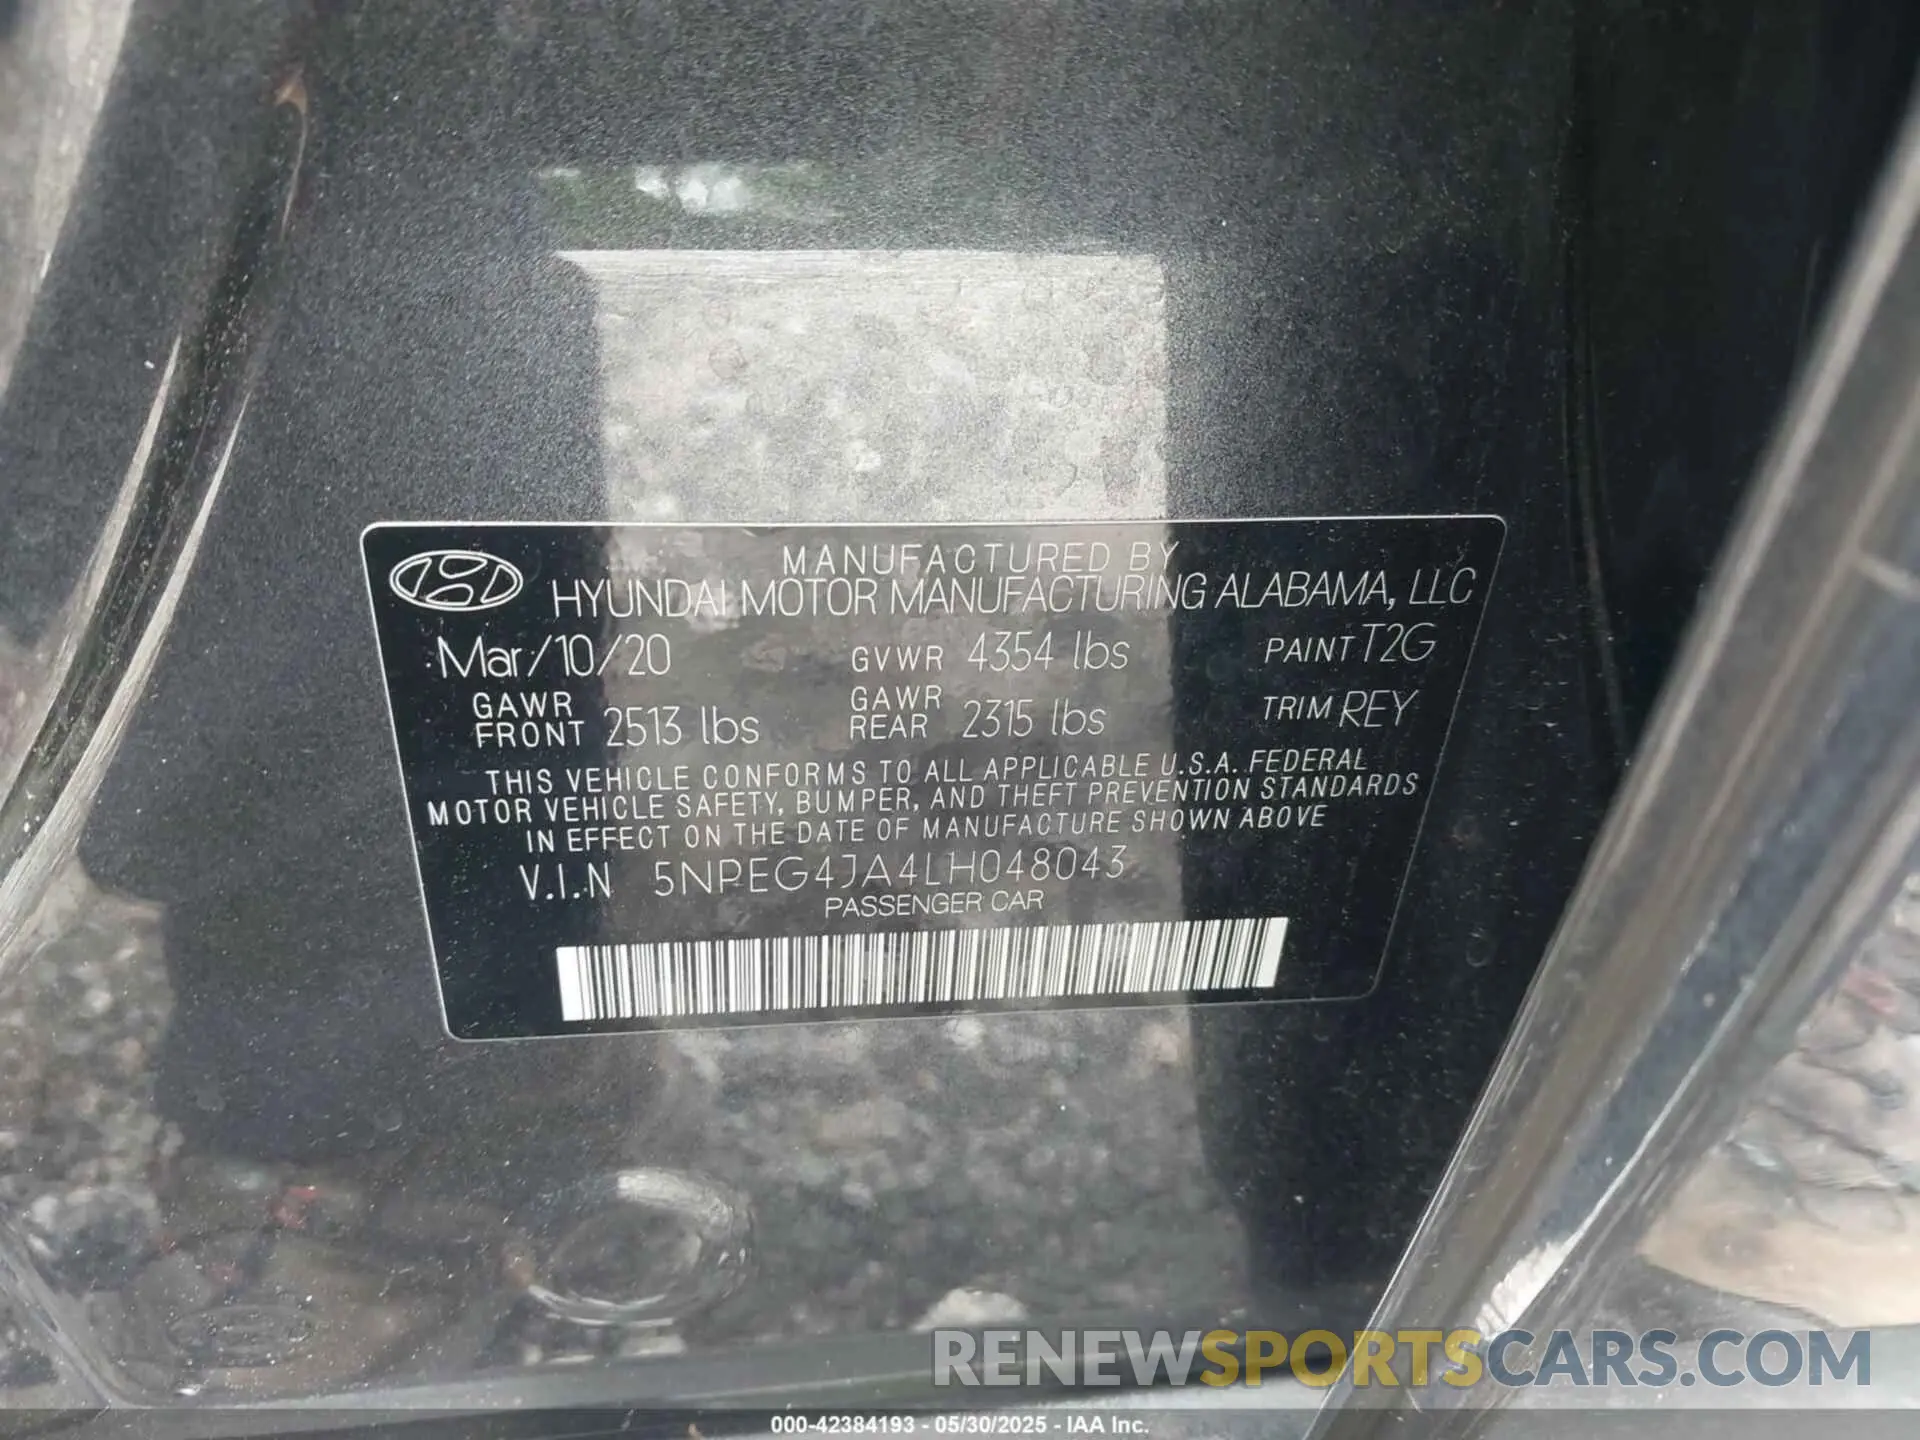 MANUFACTURED BY
HYUNDAI MOTOR MANUFACTURING ALABAMA, LLC
Mar/10/20 GVWR 4354 lbs PAINT T2G
GAWR FRONT 2513 lbs GAWR REAR 2315 lbs TRIM REY
THIS VEHICLE CONFORMS TO ALL APPLICABLE U.S.A. FEDERAL
MOTOR VEHICLE SAFETY, BUMPER, AND THEFT PREVENTION STANDARDS
IN EFFECT ON THE DATE OF MANUFACTURE SHOWN ABOVE
V.I.N 5NPEG4JA4LH048043
PASSENGER CAR
RENEWSPORTSCARS.COM
000-42384193 - 05/30/2025 - IAA Inc.